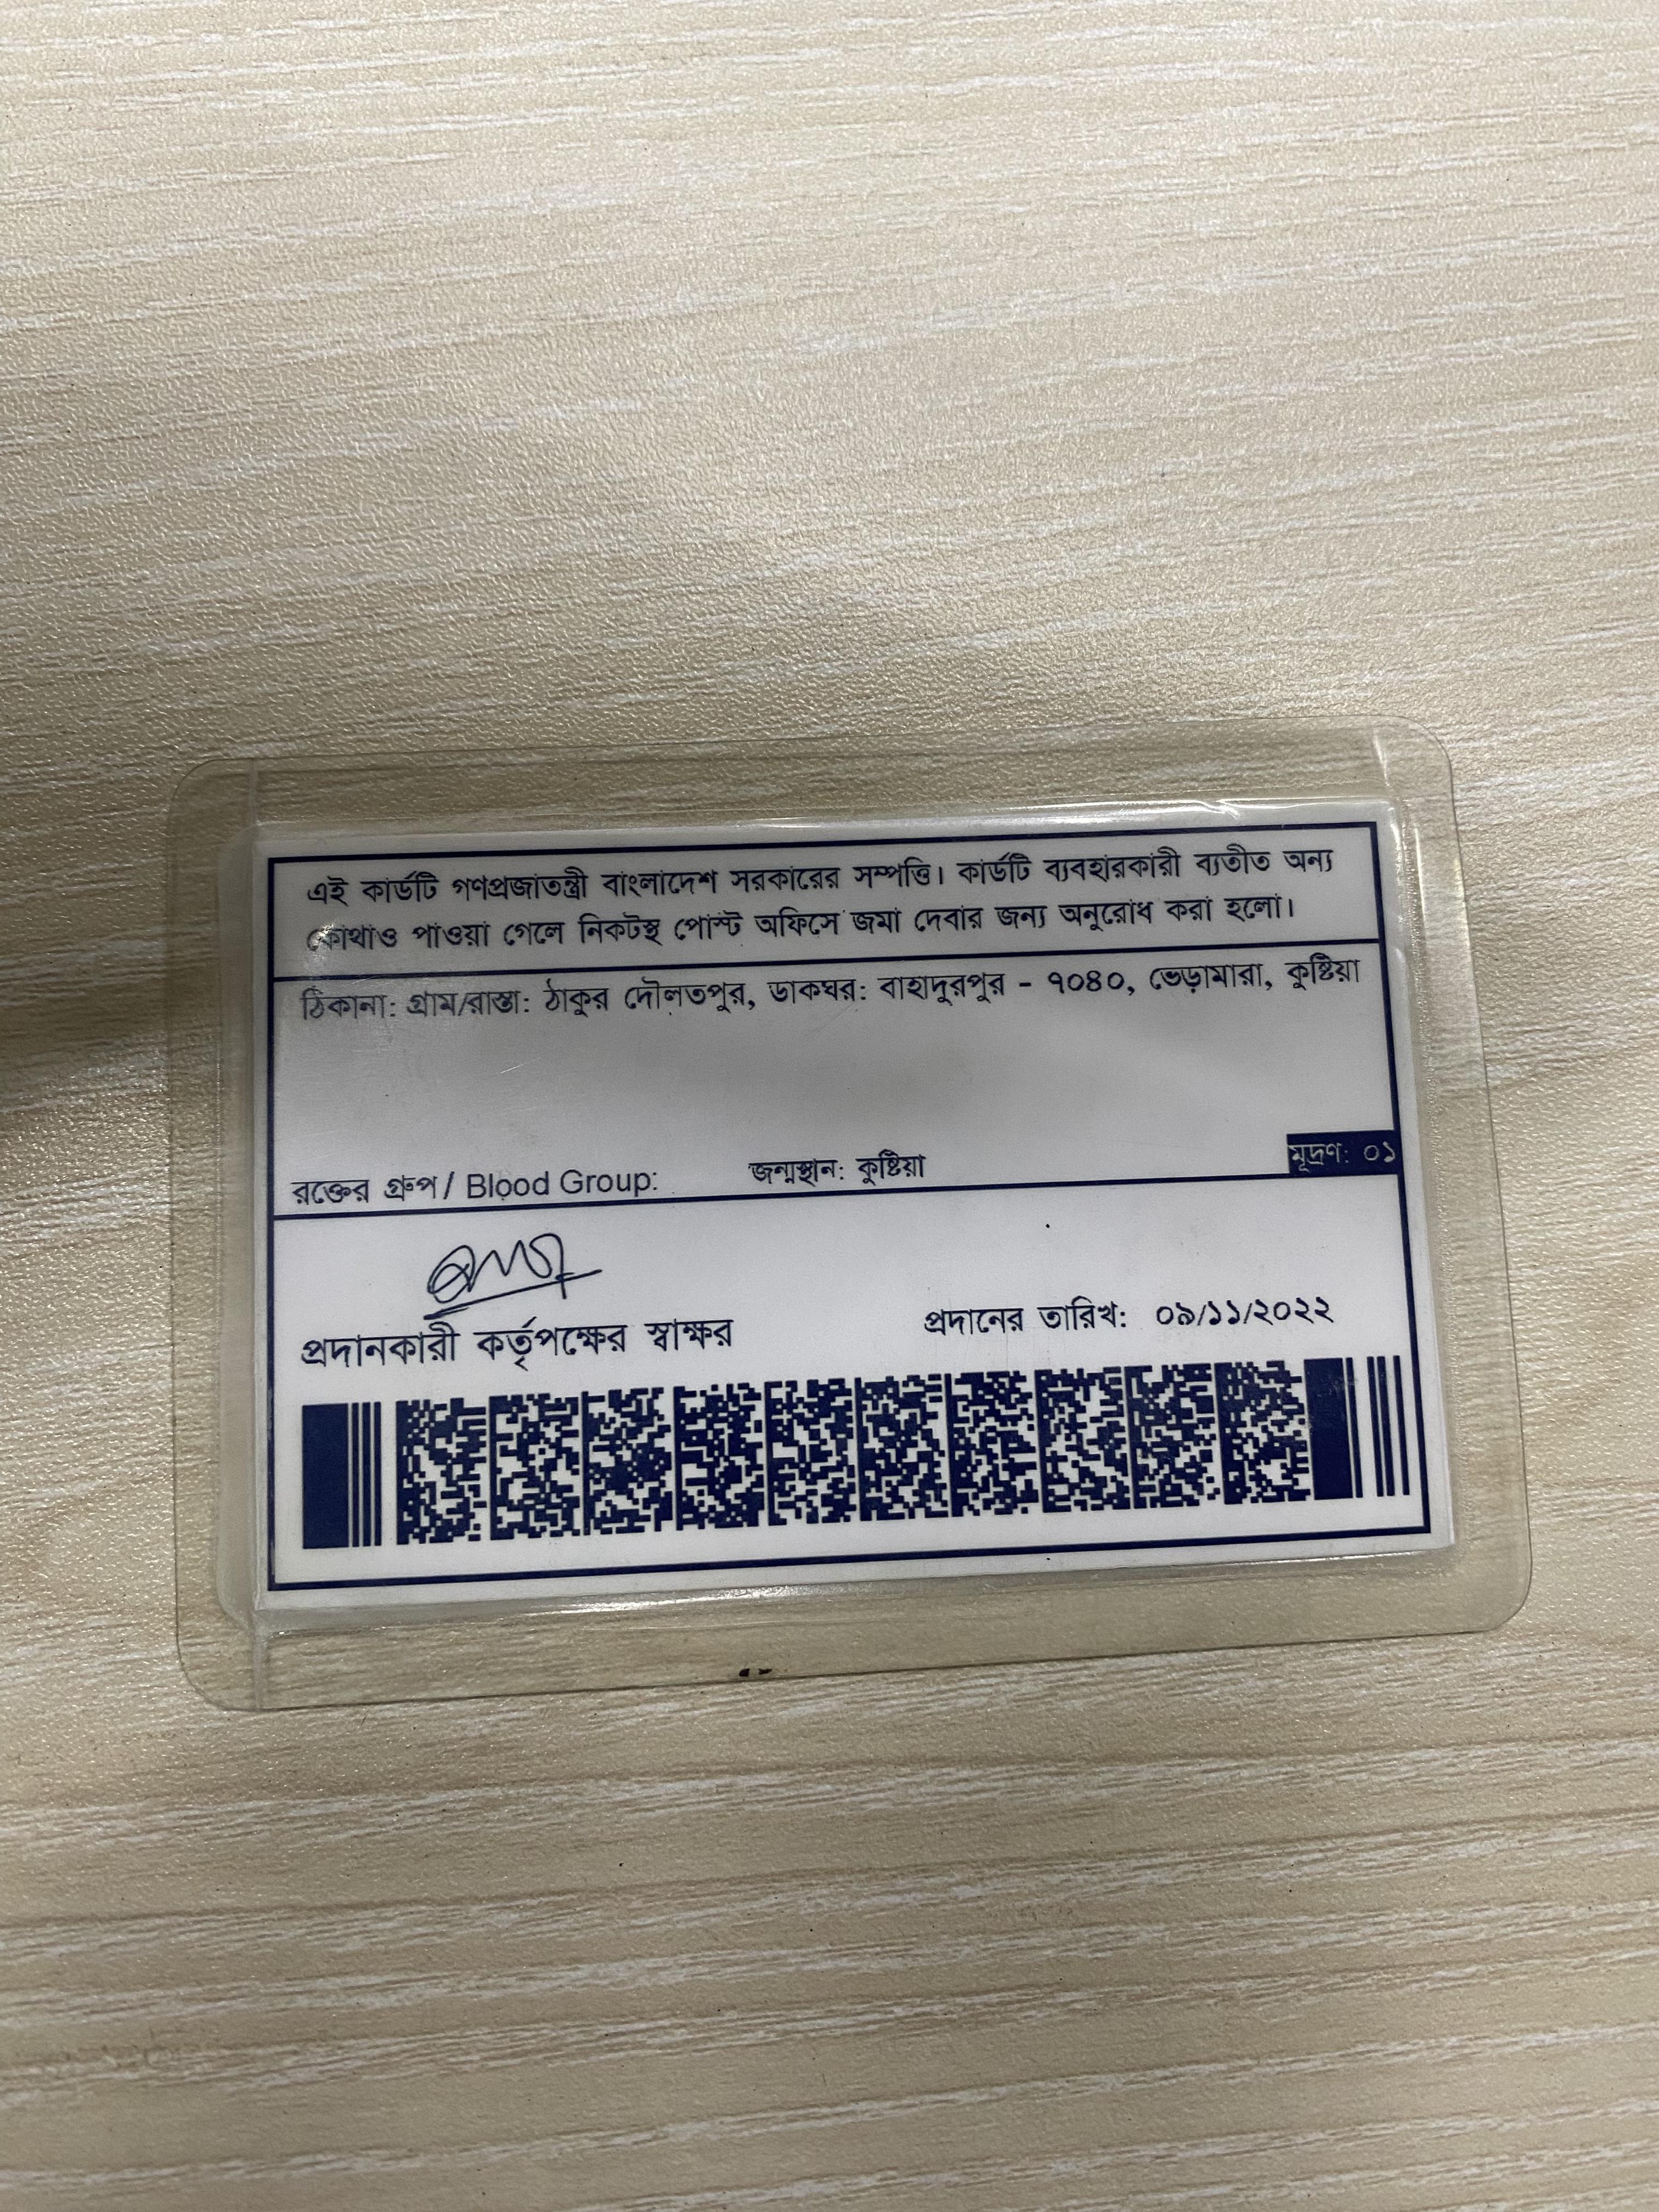 এই কার্ডটি গণপ্রজাতন্ত্রী বাংলাদেশ সরকারের সম্পত্তি। কার্ডটি ব্যবহারকারী ব্যতীত অন্য
কোথাও পাওয়া গেলে নিকটস্থ পোস্ট অফিসে জমা দেবার জন্য অনুরোধ করা হলো।
ঠিকানা: গ্রাম/রাস্তা: ঠাকুর দৌলতপুর, ডাকঘর: বাহাদুরপুর - ৭০৪০, ভেড়ামারা, কুষ্টিয়া
রক্তের গ্রুপ / Blood Group: জন্মস্থান: কুষ্টিয়া মূদ্রণ: ০১
প্রদানকারী কর্তৃপক্ষের স্বাক্ষর প্রদানের তারিখ: ০৯/১১/২০২২